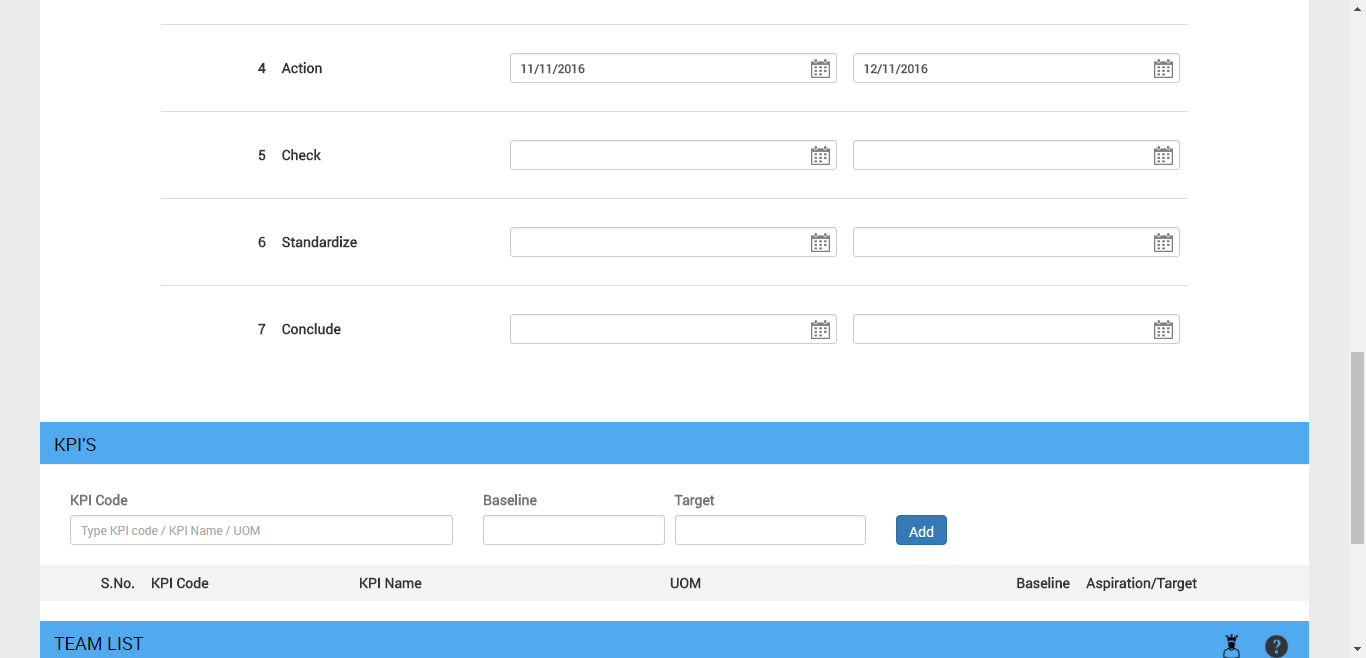 4 Action 11/11/2016 12/11/2016
5 Check
6 Standardize
7 Conclude
KPI'S
KPI Code Baseline Target
Type KPI code / KPI Name / UOM Add
S.No. KPI Code KPI Name UOM Baseline Aspiration/Target
TEAM LIST ?